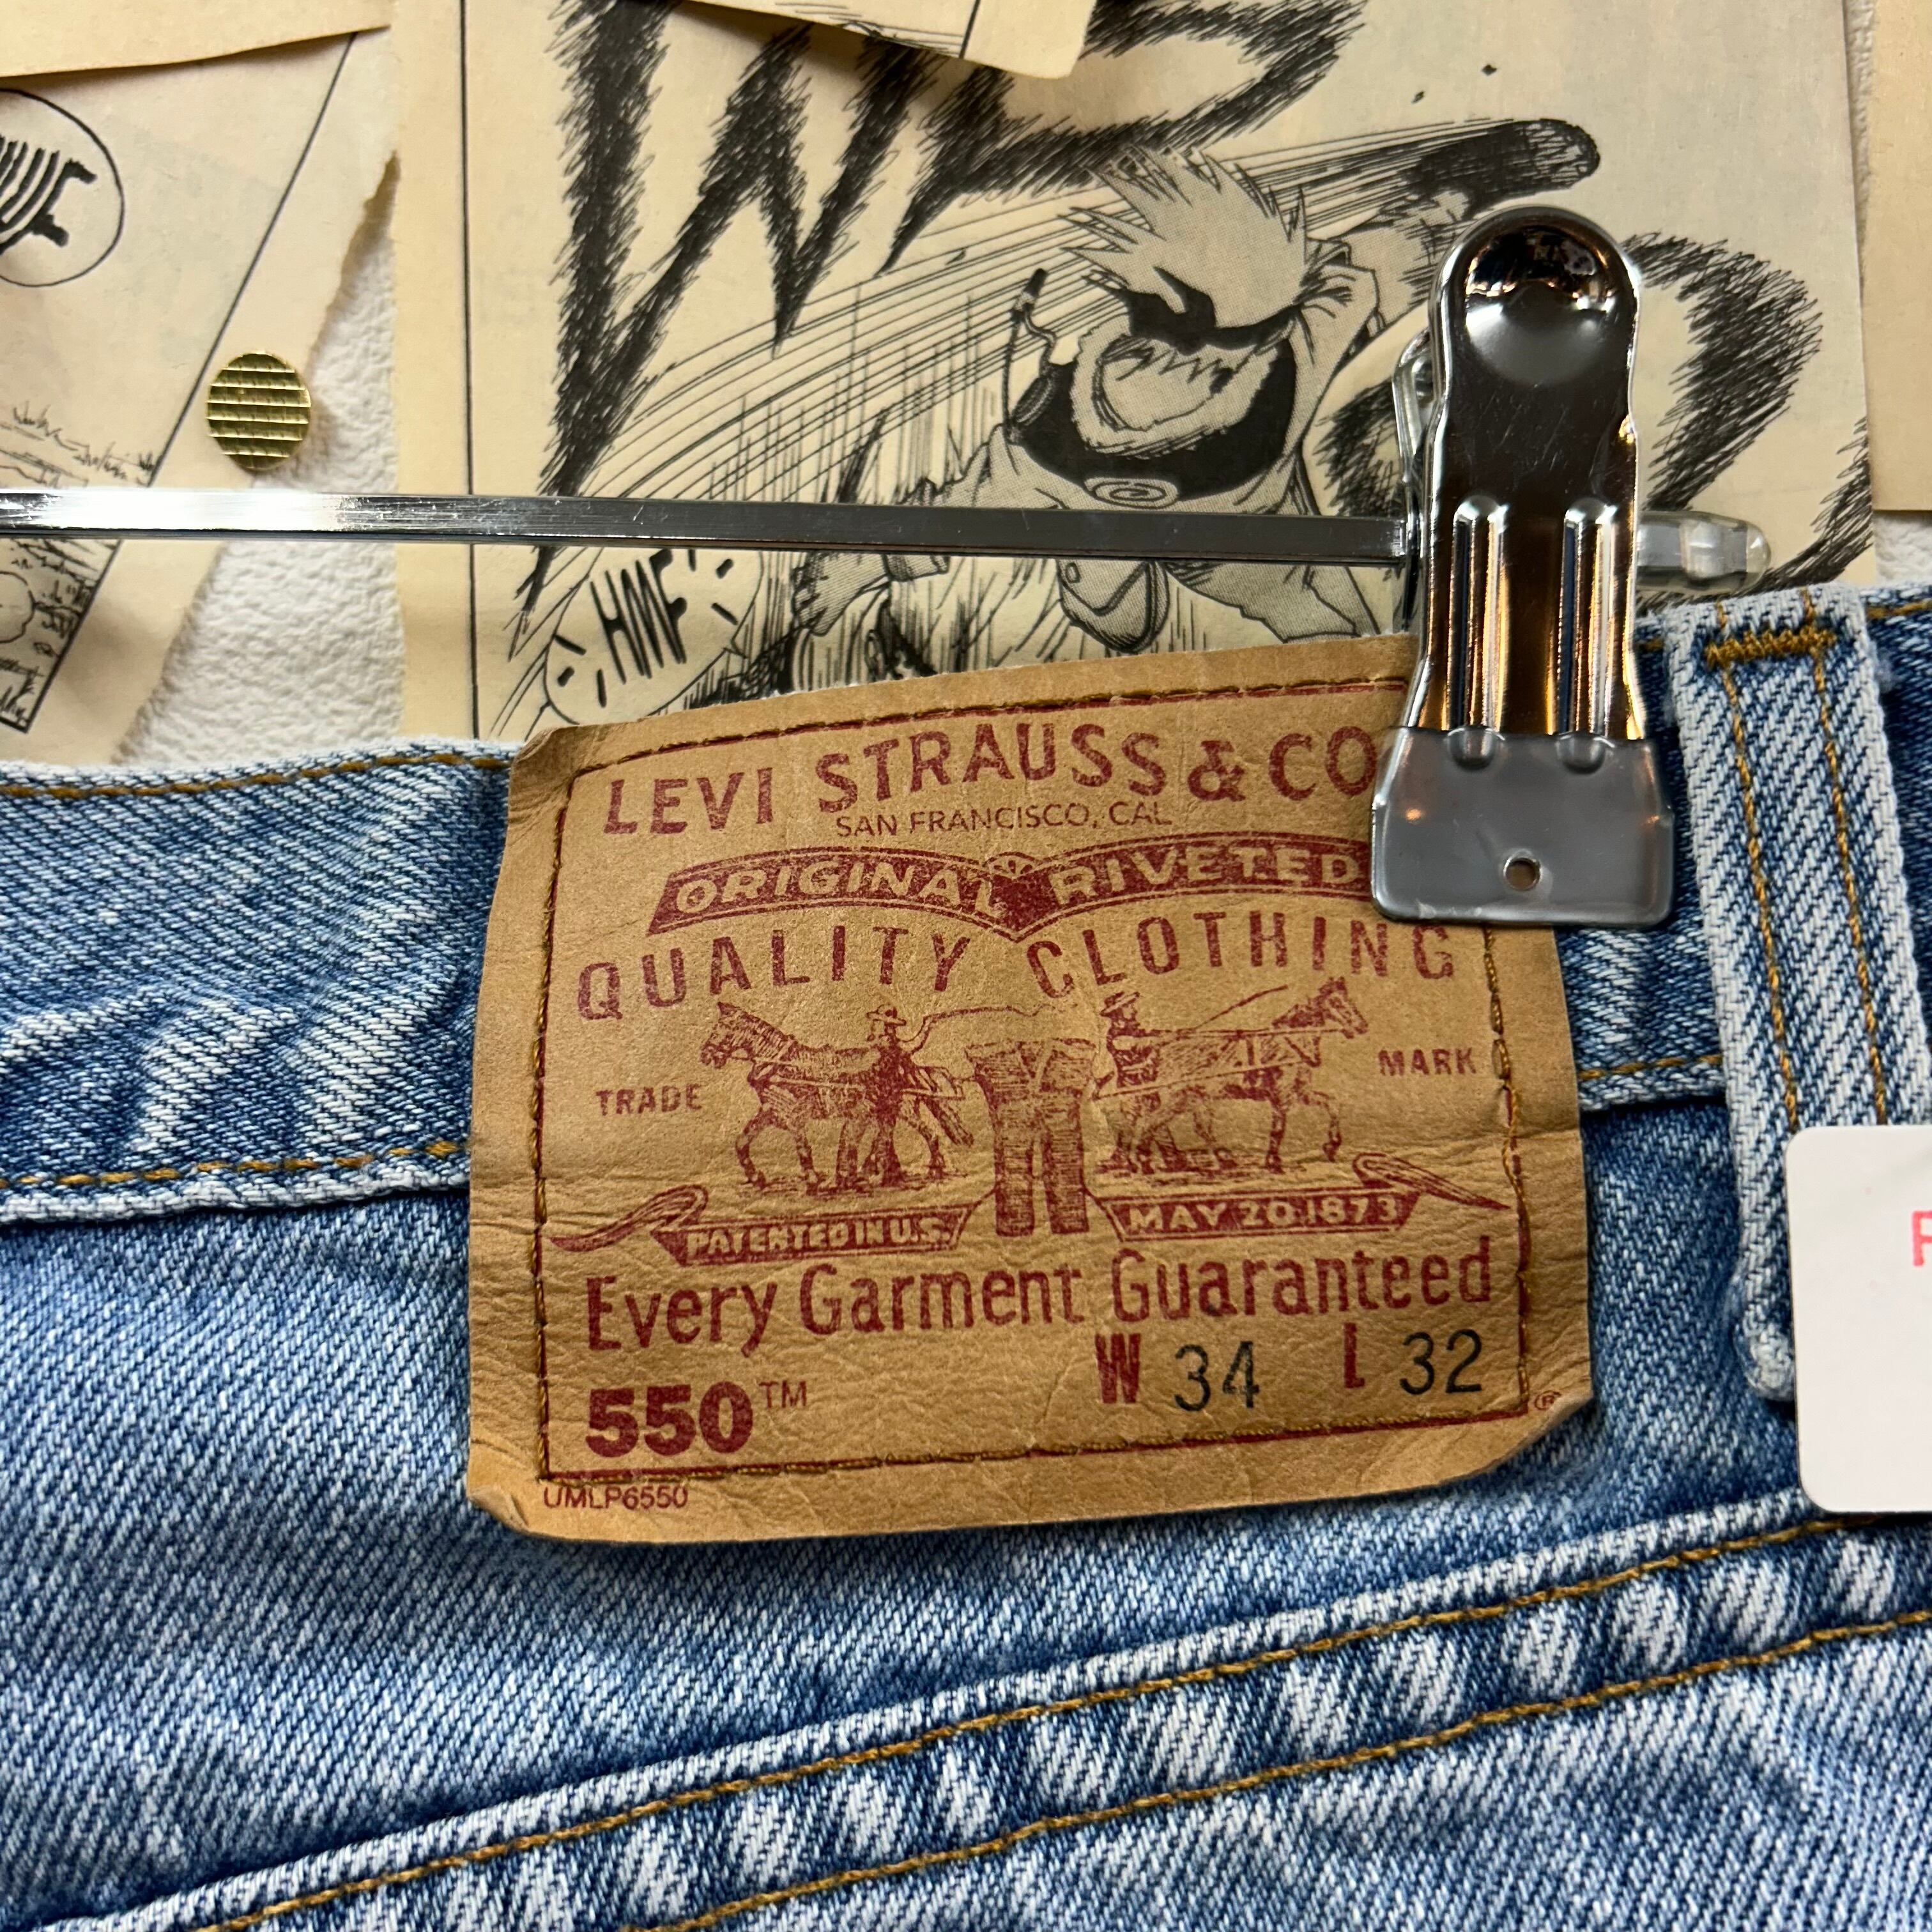 HMF
LEVI STRAUSS & CO
SAN FRANCISCO, CAL
ORIGINAL RIVETED
QUALITY CLOTHING
TRADE MARK
PATENTED IN U.S. MAY 20.1873
Every Garment Guaranteed
W 34 L 32
550™
®
UMLP6550